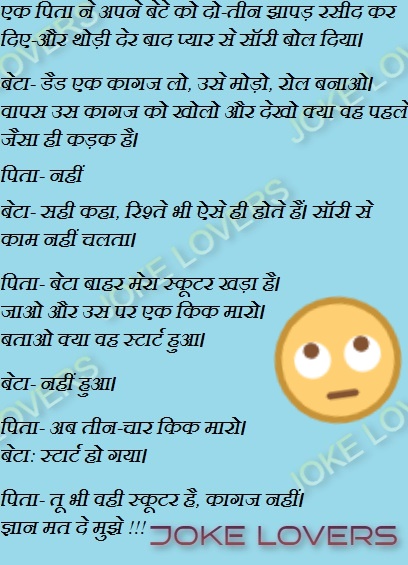 एक पिता ने अपने बेटे को दो-तीन झापड़ रसीद कर
दिए-और थोड़ी देर बाद प्यार से सॉरी बोल दिया।
बेटा- डैड एक कागज लो, उसे मोड़ो, रोल बनाओ।
वापस उस कागज को खोलो और देखो क्या वह पहले
जैसा ही कड़क है।
पिता- नहीं
बेटा- सही कहा, रिश्ते भी ऐसे ही होते हैं। सॉरी से
काम नहीं चलता।
पिता- बेटा बाहर मेरा स्कूटर खड़ा है।
जाओ और उस पर एक किक मारो।
बताओ क्या वह स्टार्ट हुआ।
बेटा- नहीं हुआ।
पिता- अब तीन-चार किक मारो।
बेटा: स्टार्ट हो गया।
पिता- तू भी वही स्कूटर है, कागज नहीं।
ज्ञान मत दे मुझे !!! JOKE LOVERS
JOKE LOVERS
JOKE LOVERS
JOKE LOVERS
JOKE LOVERS